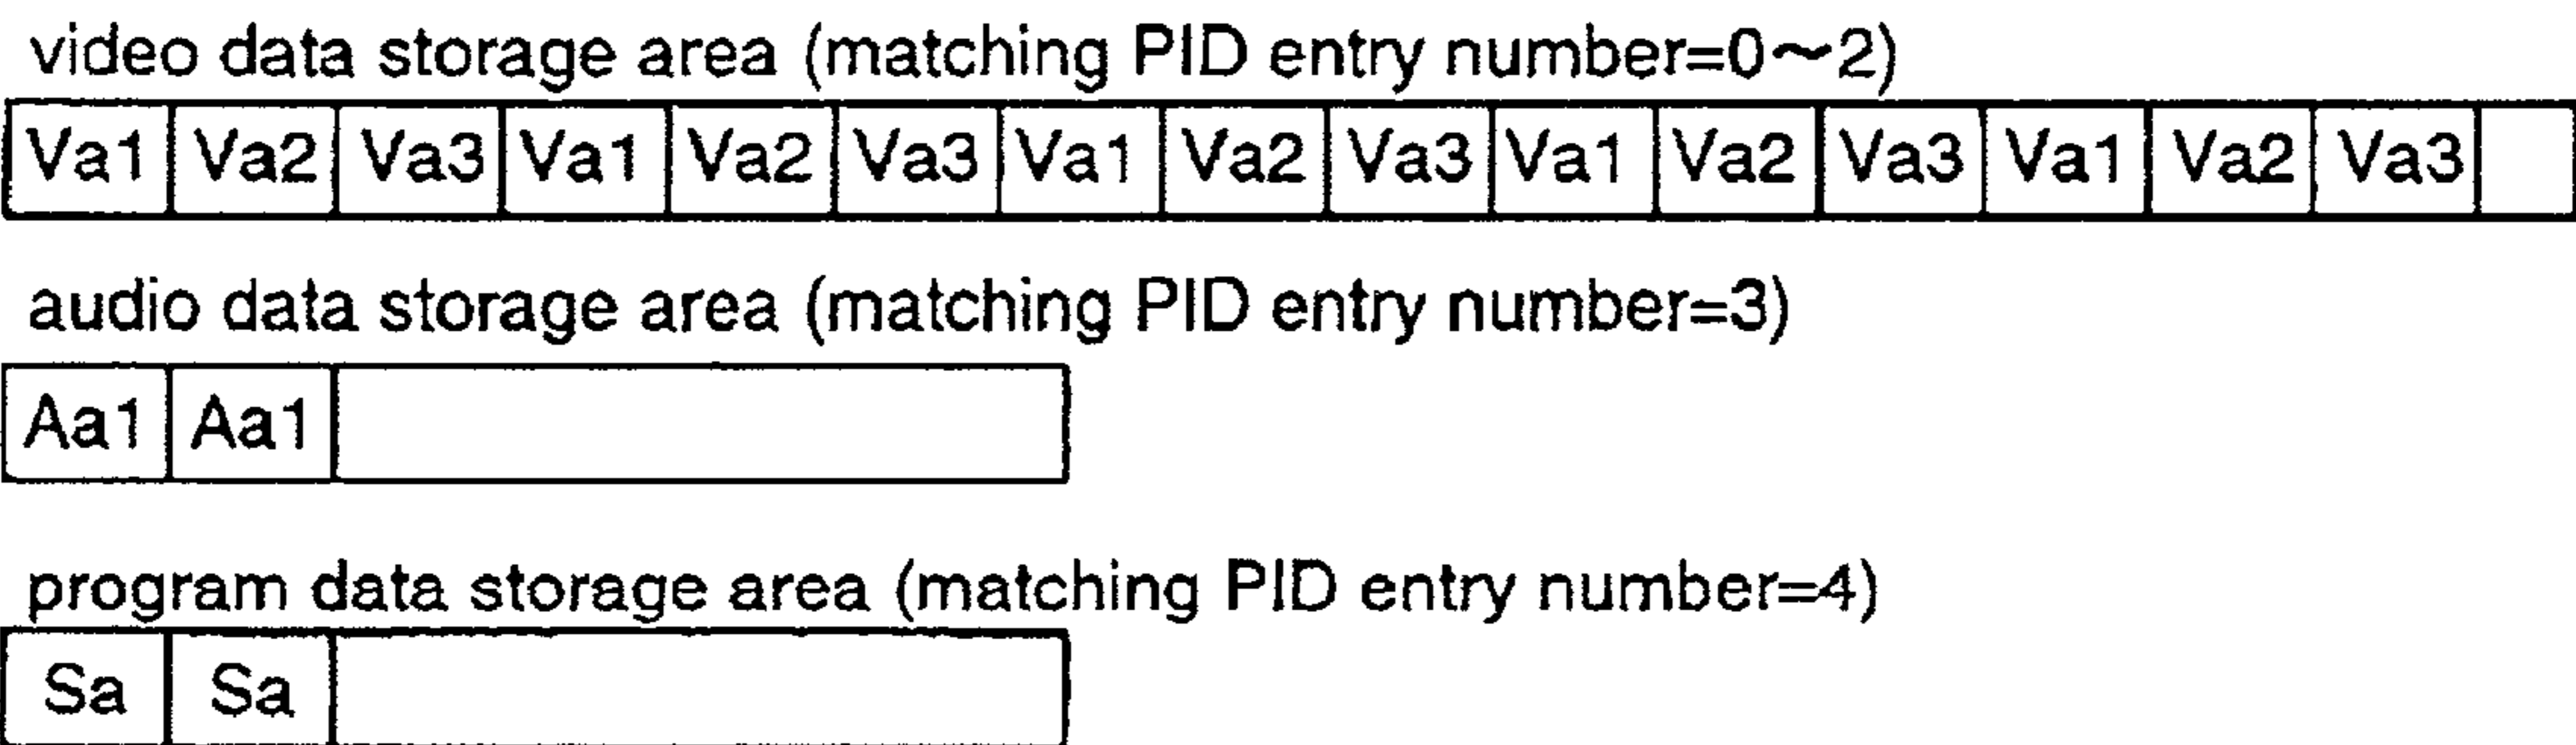 video data storage area (matching PID entry number=0～2)
Va1 Va2 Va3 Va1 Va2 Va3 Va1 Va2 Va3 Va1 Va2 Va3 Va1 Va2 Va3
audio data storage area (matching PID entry number=3)
Aa1 Aa1
program data storage area (matching PID entry number=4)
Sa Sa